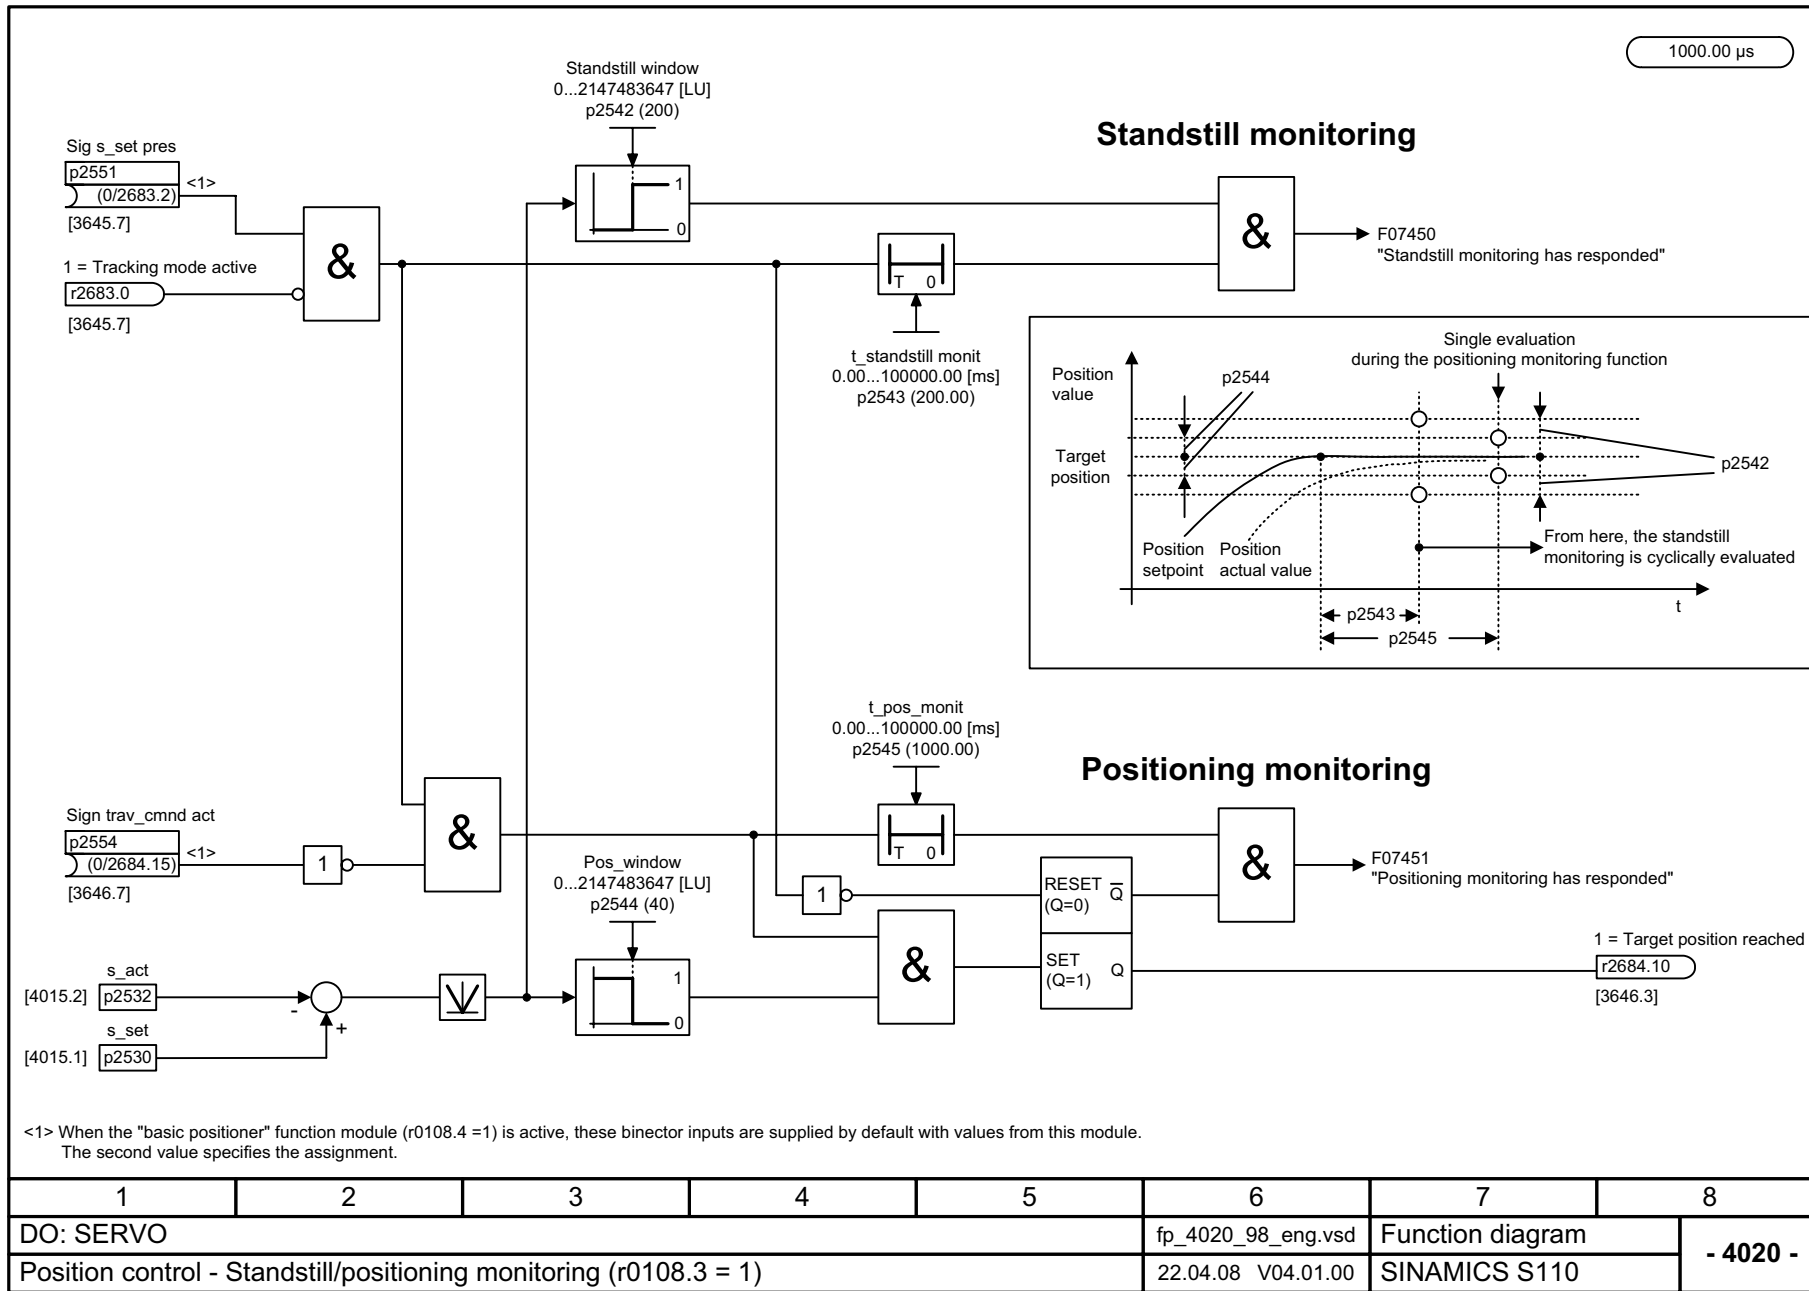 1000.00 µs
Standstill window
0...2147483647 [LU]
p2542 (200)
Standstill monitoring
Sig s_set pres
p2551
(0/2683.2)
<1>
[3645.7]
1
0
&
&
F07450
"Standstill monitoring has responded"
1 = Tracking mode active
r2683.0
[3645.7]
T 0
t_standstill monit
0.00...100000.00 [ms]
p2543 (200.00)
Single evaluation
during the positioning monitoring function
Position
value
p2544
Target
position
p2542
Position
setpoint
Position
actual value
From here, the standstill
monitoring is cyclically evaluated
t
p2543
p2545
t_pos_monit
0.00...100000.00 [ms]
p2545 (1000.00)
Positioning monitoring
Sign trav_cmnd act
p2554
(0/2684.15)
<1>
[3646.7]
1
&
T 0
&
F07451
"Positioning monitoring has responded"
Pos_window
0...2147483647 [LU]
p2544 (40)
1
RESET Q̅
(Q=0)
SET
(Q=1)
Q
&
1 = Target position reached
r2684.10
[3646.3]
s_act
[4015.2] p2532
-
+
s_set
[4015.1] p2530
1
0
<1> When the "basic positioner" function module (r0108.4 =1) is active, these binector inputs are supplied by default with values from this module.
The second value specifies the assignment.
1 2 3 4 5 6 7 8
DO: SERVO
fp_4020_98_eng.vsd
Function diagram
- 4020 -
Position control - Standstill/positioning monitoring (r0108.3 = 1)
22.04.08 V04.01.00
SINAMICS S110